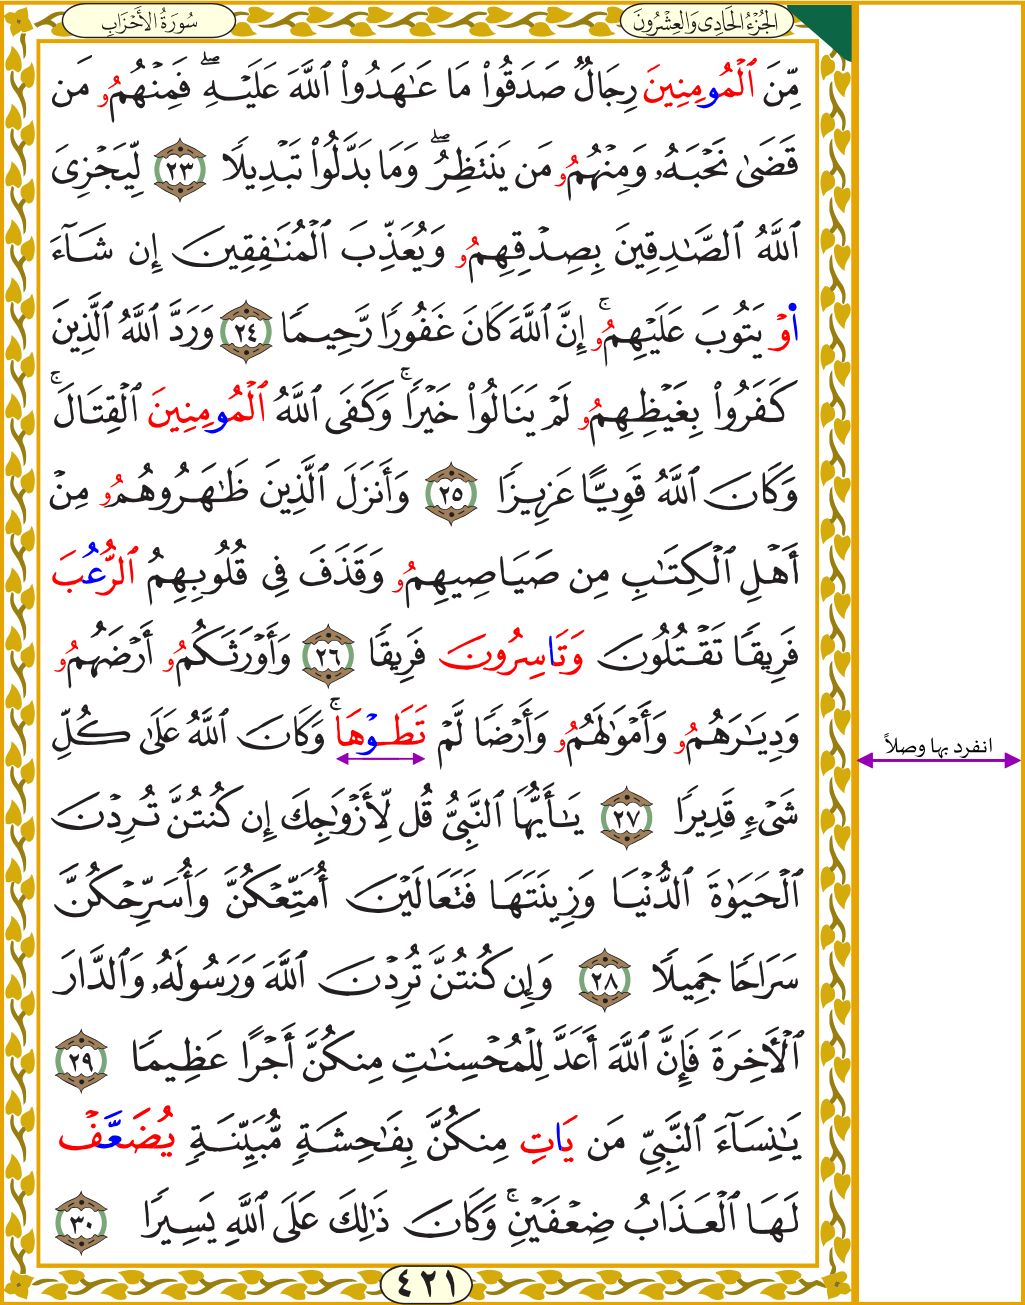 الجُزْءُ الحَادِي وَالعِشْرُونَ
سُورَةُ الأَحْزَابِ
مِّنَ ٱلْمُومِنِينَ رِجَالٌ صَدَقُوا۟ مَا عَٰهَدُوا۟ ٱللَّهَ عَلَيْهِ ۖ فَمِنْهُمُۥ مَن
قَضَىٰ نَحْبَهُۥ وَمِنْهُمُۥ مَن يَنتَظِرُ ۖ وَمَا بَدَّلُوا۟ تَبْدِيلًا ٢٣ لِّيَجْزِىَ
ٱللَّهُ ٱلصَّٰدِقِينَ بِصِدْقِهِمُۥ وَيُعَذِّبَ ٱلْمُنَٰفِقِينَ إِن شَآءَ
اَ۬وْ يَتُوبَ عَلَيْهِمُۥ ۚ إِنَّ ٱللَّهَ كَانَ غَفُورًا رَّحِيمًا ٢٤ وَرَدَّ ٱللَّهُ ٱلَّذِينَ
كَفَرُوا۟ بِغَيْظِهِمُۥ لَمْ يَنَالُوا۟ خَيْرًا ۚ وَكَفَى ٱللَّهُ ٱلْمُومِنِينَ ٱلْقِتَالَ ۚ
وَكَانَ ٱللَّهُ قَوِيًّا عَزِيزًا ٢٥ وَأَنزَلَ ٱلَّذِينَ ظَٰهَرُوهُمُۥ مِنْ
أَهْلِ ٱلْكِتَٰبِ مِن صَيَاصِيهِمُۥ وَقَذَفَ فِى قُلُوبِهِمُ ٱلرُّعُبَ
فَرِيقًا تَقْتُلُونَ وَتَاسِرُونَ فَرِيقًا ٢٦ وَأَوْرَثَكُمُۥ أَرْضَهُمُۥ
وَدِيَٰرَهُمُۥ وَأَمْوَٰلَهُمُۥ وَأَرْضًا لَّمْ تَطَوْهَا ۚ وَكَانَ ٱللَّهُ عَلَىٰ كُلِّ
انفرد بها وصلاً
شَىْءٍ قَدِيرًا ٢٧ يَٰٓأَيُّهَا ٱلنَّبِىُّ قُل لِّأَزْوَٰجِكَ إِن كُنتُنَّ تُرِدْنَ
ٱلْحَيَوٰةَ ٱلدُّنْيَا وَزِينَتَهَا فَتَعَالَيْنَ أُمَتِّعْكُنَّ وَأُسَرِّحْكُنَّ
سَرَاحًا جَمِيلًا ٢٨ وَإِن كُنتُنَّ تُرِدْنَ ٱللَّهَ وَرَسُولَهُۥ وَٱلدَّارَ
ٱلْأَخِرَةَ فَإِنَّ ٱللَّهَ أَعَدَّ لِلْمُحْسِنَٰتِ مِنكُنَّ أَجْرًا عَظِيمًا ٢٩
يَٰنِسَآءَ ٱلنَّبِىِّ مَن يَاتِ مِنكُنَّ بِفَٰحِشَةٍ مُّبَيِّنَةٍ يُضَعَّفْ
لَهَا ٱلْعَذَابُ ضِعْفَيْنِ ۚ وَكَانَ ذَٰلِكَ عَلَى ٱللَّهِ يَسِيرًا ٣٠
٤٢١